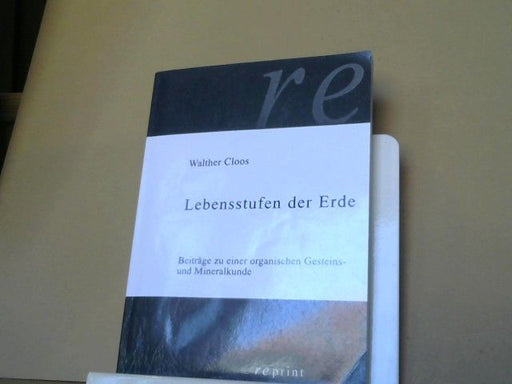 re
Walther Cloos
Lebensstufen der Erde
Beiträge zu einer organischen Gesteins-
und Mineralkunde
reprint